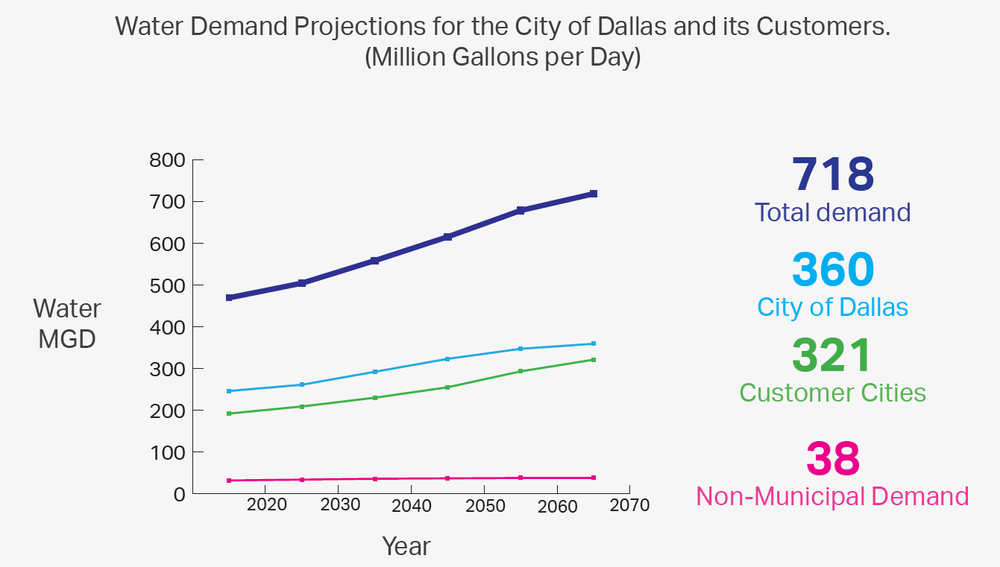 Water Demand Projections for the City of Dallas and its Customers.
(Million Gallons per Day)
800
700
600
500
400
300
200
100
0
Water
MGD
2020
2030
2040
2050
2060
2070
Year
718
Total demand
360
City of Dallas
321
Customer Cities
38
Non-Municipal Demand